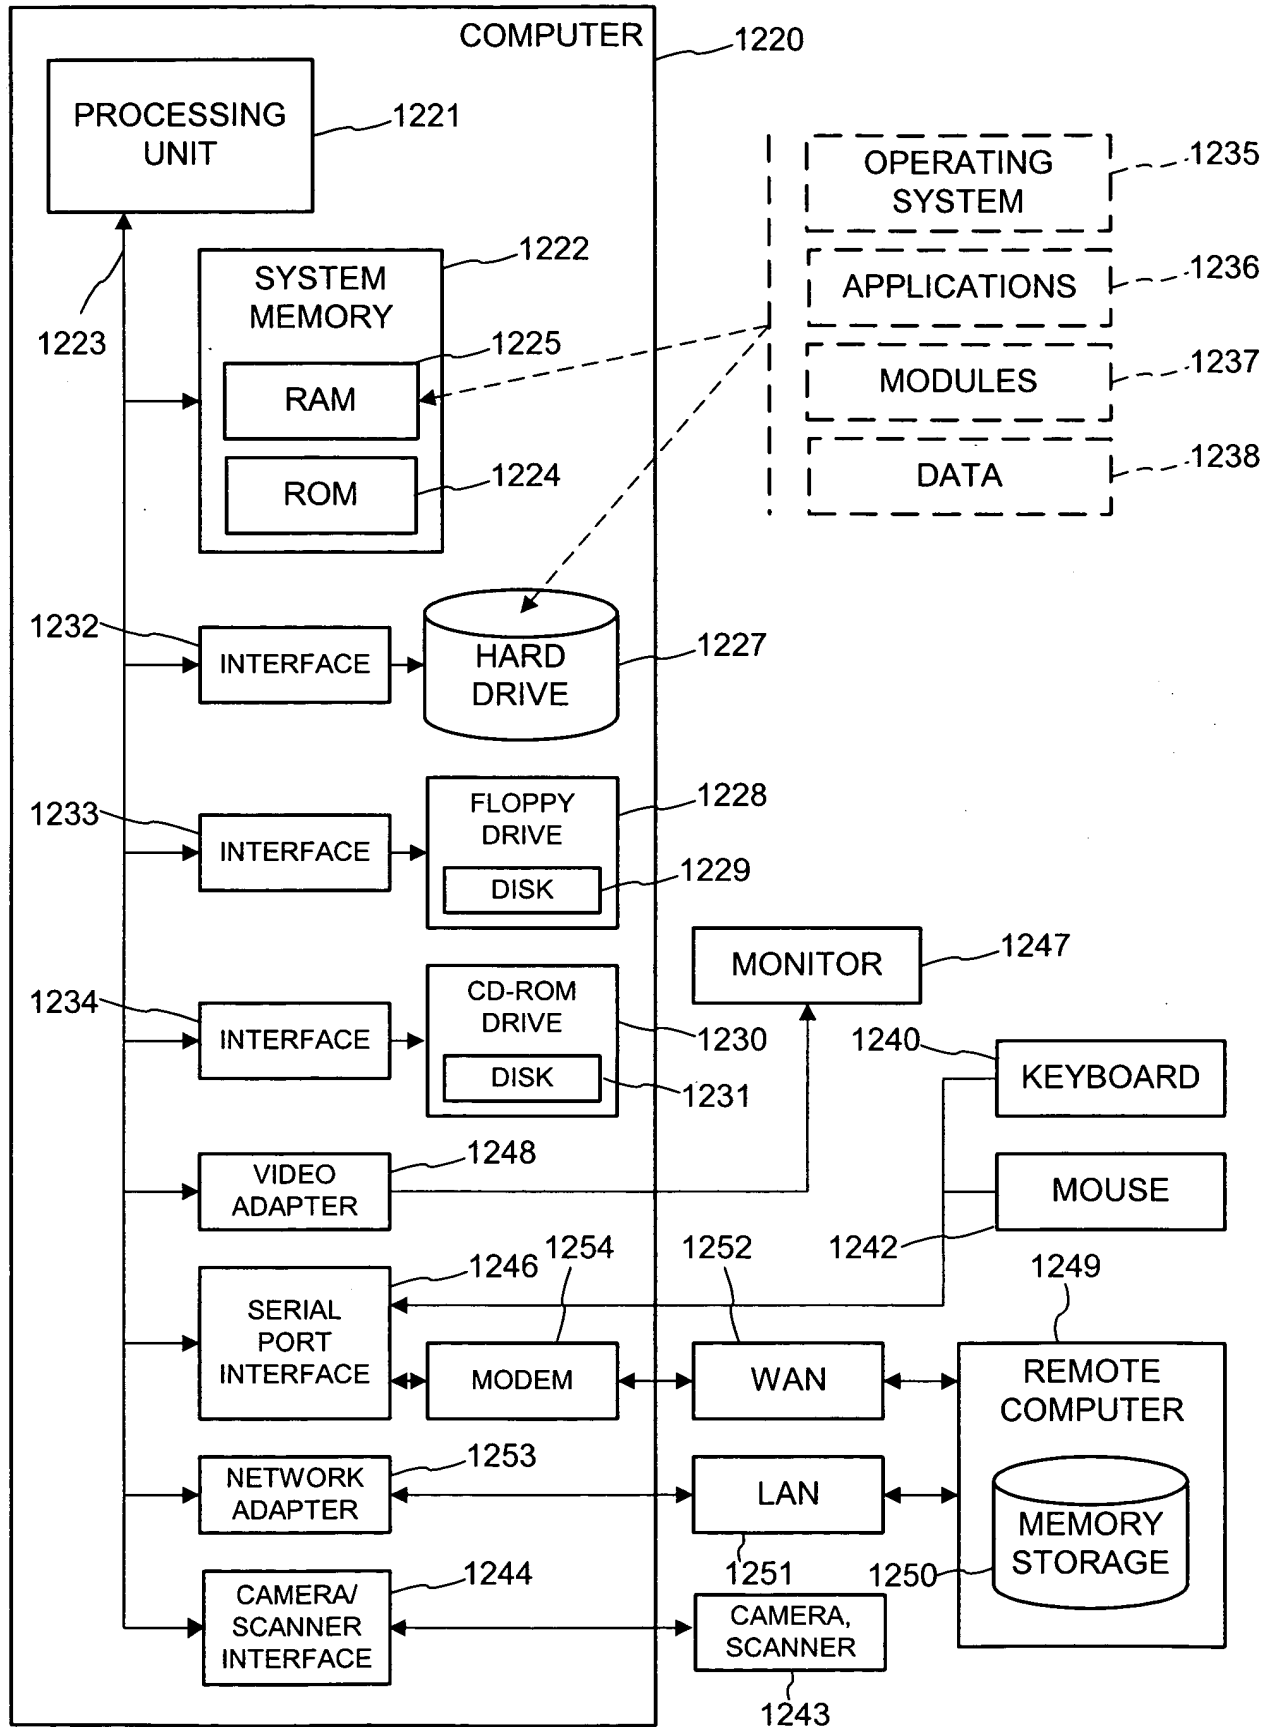 COMPUTER
1220
PROCESSING
UNIT
1221
1223
SYSTEM
MEMORY
1222
1225
RAM
ROM
1224
OPERATING
SYSTEM
1235
APPLICATIONS
1236
MODULES
1237
DATA
1238
1232
INTERFACE
HARD
DRIVE
1227
1233
INTERFACE
FLOPPY
DRIVE
1228
DISK
1229
1234
INTERFACE
CD-ROM
DRIVE
1230
DISK
1231
MONITOR
1247
1240
KEYBOARD
MOUSE
1242
VIDEO
ADAPTER
1248
1246
SERIAL
PORT
INTERFACE
1254
MODEM
1252
WAN
1249
REMOTE
COMPUTER
MEMORY
STORAGE
1250
NETWORK
ADAPTER
1253
LAN
1251
CAMERA/
SCANNER
INTERFACE
1244
CAMERA,
SCANNER
1243